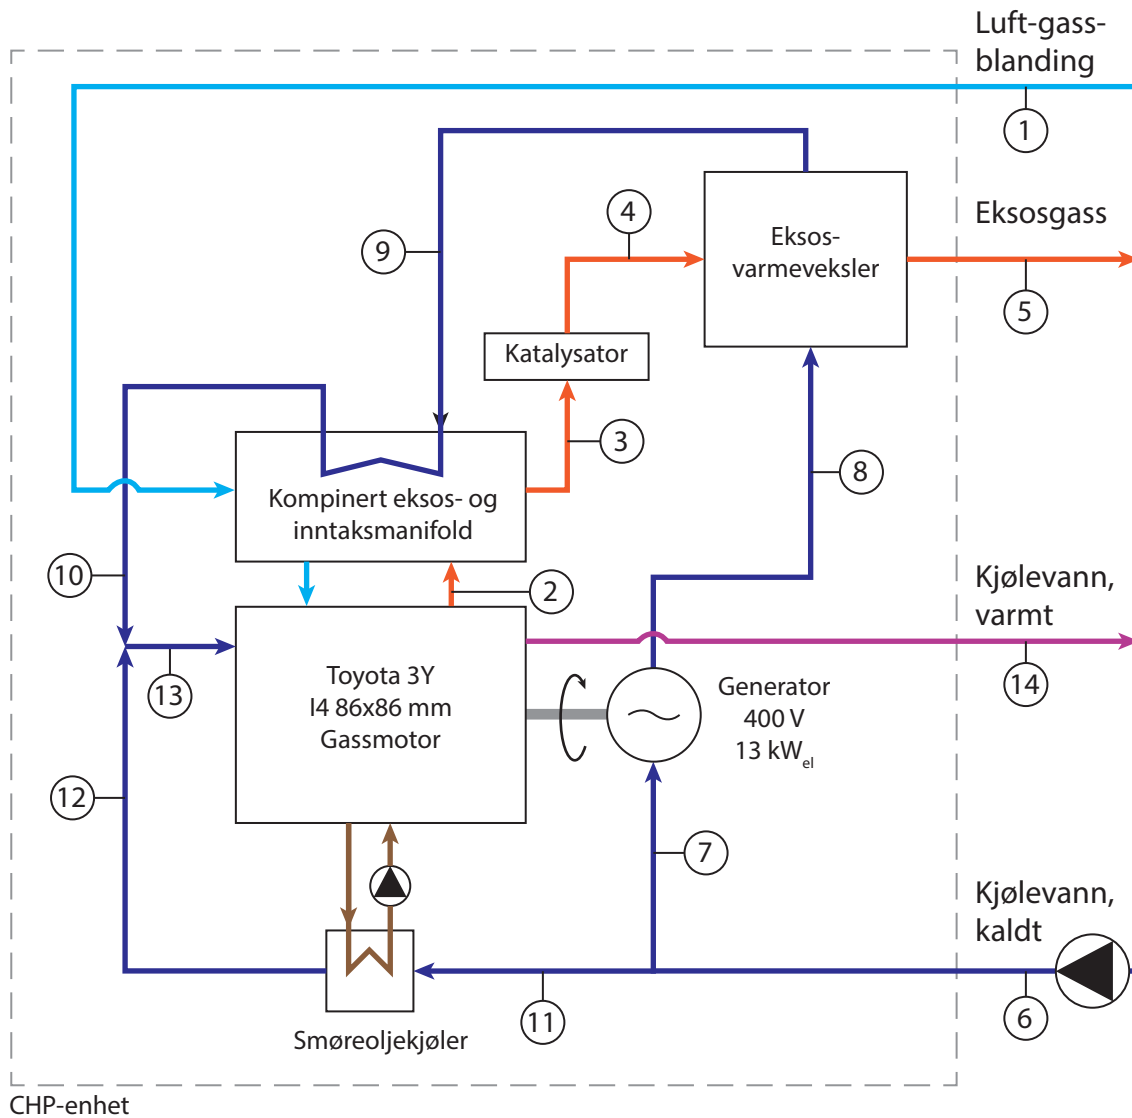 Luft-gass-
blanding
1
Eksosgass
4
Eksos-
varmeveksler
9
5
Katalysator
3
8
Kompinert eksos- og
inntaksmanifold
10
2
Kjølevann,
varmt
13
Toyota 3Y
I4 86x86 mm
Gassmotor
Generator
400 V
13 kWel
14
12
7
Kjølevann,
kaldt
11
6
Smøreoljekjøler
CHP-enhet